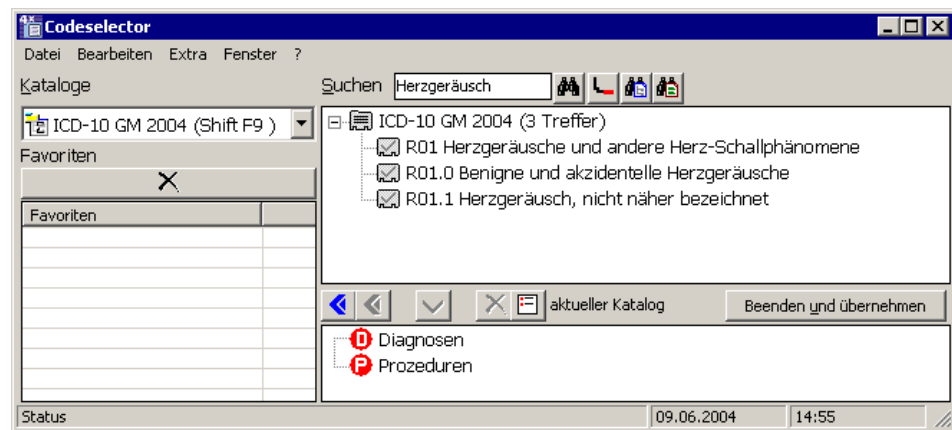 Codeselector
Datei Bearbeiten Extra Fenster ?
Kataloge
Suchen Herzgeräusch
ICD-10 GM 2004 (Shift F9 )
Favoriten
Favoriten
ICD-10 GM 2004 (3 Treffer)
R01 Herzgeräusche und andere Herz-Schallphänomene
R01.0 Benigne und akzidentelle Herzgeräusche
R01.1 Herzgeräusch, nicht näher bezeichnet
aktueller Katalog
Beenden und übernehmen
D Diagnosen
P Prozeduren
Status 09.06.2004 14:55